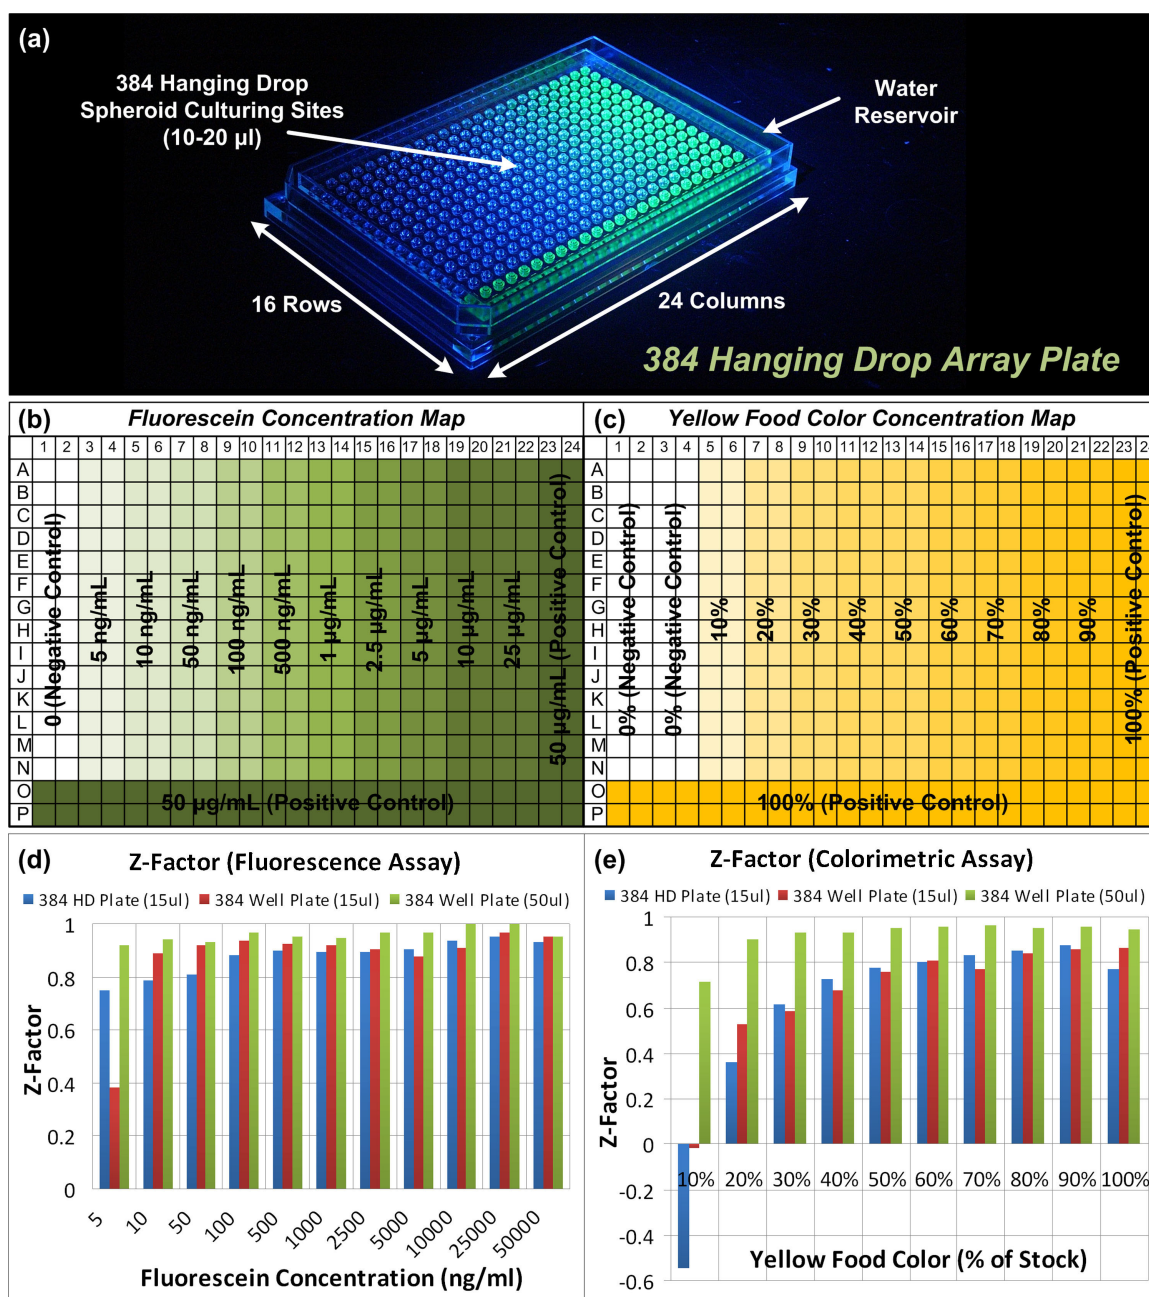 (a)
384 Hanging Drop
Spheroid Culturing Sites
(10-20 µl)
Water
Reservoir
16 Rows
24 Columns
384 Hanging Drop Array Plate
(b)
Fluorescein Concentration Map
1 2 3 4 5 6 7 8 9 10 11 12 13 14 15 16 17 18 19 20 21 22 23 24
A
B
C
D
E
F
G
H
I
J
K
L
M
N
O
P
0 (Negative Control)
5 ng/mL
10 ng/mL
50 ng/mL
100 ng/mL
500 ng/mL
1 µg/mL
2.5 µg/mL
5 µg/mL
10 µg/mL
25 µg/mL
50 µg/mL (Positive Control)
50 µg/mL (Positive Control)
(c)
Yellow Food Color Concentration Map
1 2 3 4 5 6 7 8 9 10 11 12 13 14 15 16 17 18 19 20 21 22 23 24
A
B
C
D
E
F
G
H
I
J
K
L
M
N
O
P
0% (Negative Control)
0% (Negative Control)
10%
20%
30%
40%
50%
60%
70%
80%
90%
100% (Positive Control)
100% (Positive Control)
(d)
Z-Factor (Fluorescence Assay)
384 HD Plate (15ul) 384 Well Plate (15ul) 384 Well Plate (50ul)
Z-Factor
1
0.8
0.6
0.4
0.2
0
5 10 50 100 500 1000 2500 5000 10000 25000 50000
Fluorescein Concentration (ng/ml)
(e)
Z-Factor (Colorimetric Assay)
384 HD Plate (15ul) 384 Well Plate (15ul) 384 Well Plate (50ul)
Z-Factor
1
0.8
0.6
0.4
0.2
0
-0.2
-0.4
-0.6
10% 20% 30% 40% 50% 60% 70% 80% 90% 100%
Yellow Food Color (% of Stock)